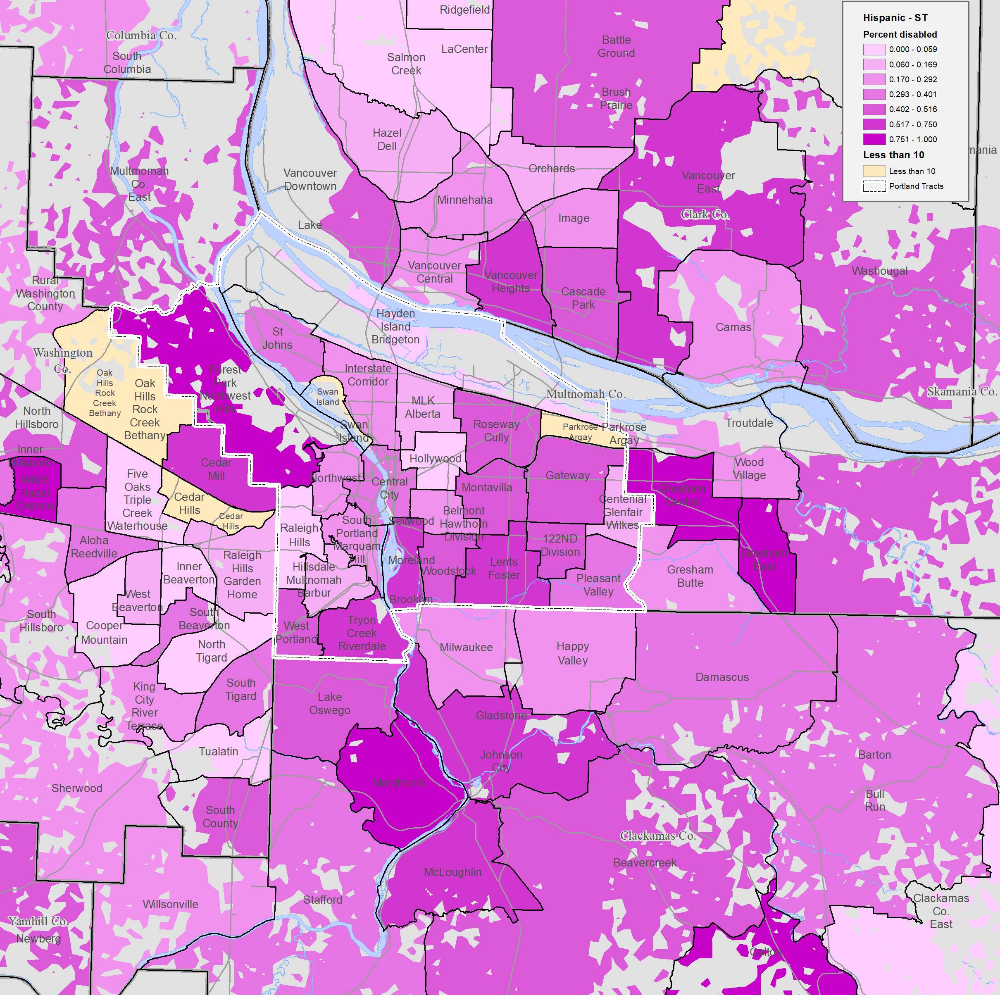 Ridgefield
Columbia Co.
South
Columbia
LaCenter
Salmon
Creek
Battle
Ground
Brush
Prairie
Hispanic - ST
Percent disabled
0.000 - 0.059
0.060 - 0.169
0.170 - 0.292
0.293 - 0.401
0.402 - 0.516
0.517 - 0.750
0.751 - 1.000
Less than 10
Less than 10
Portland Tracts
mania
Hazel
Dell
Multmomah
Co.
East
Vancouver
Downtown
Orchards
Vancouver
East
Minnehaha
Clark Co.
Image
Lake
Vancouver
Central
Vancouver
Heights
Cascade
Park
Washougal
Rural
Washington
County
Hayden
Island
Bridgeton
Camas
St
Johns
Washington
Co.
Oak
Hills
Rock
Creek
Bethany
Oak
Hills
Rock
Creek
Bethany
Forest
Park
Northwest
Hills
Interstate
Corridor
Swan
Island
Multnomah Co.
Skamania Co.
MLK
Alberta
North
Hillsboro
Swan
Island
Roseway
Cully
Parkrose
Argay
Parkrose
Argay
Troutdale
Inner
Hillsboro
Witch
Hazel
Orenco
Cedar
Mill
Hollywood
Wood
Village
Five
Oaks
Triple
Creek
Waterhouse
Northwest
Central
City
Montavilla
Gateway
Gresham
Central
Cedar
Hills
Cedar
Hills
Centenial
Glenfair
Wilkes
Belmont
Hawthorn
Division
Sellwood
South
Portland
Marquam
Hill
Raleigh
Hills
Aloha
Reedville
122ND
Division
Raleigh
Hills
Garden
Home
Inner
Beaverton
Hillsdale
Multnomah
Barbur
Moreland
Woodstock
Lents
Foster
Gresham
East
Gresham
Butte
Pleasant
Valley
West
Beaverton
Brooklyn
South
Hillsboro
South
Beaverton
Cooper
Mountain
West
Portland
Tryon
Creek
Riverdale
North
Tigard
Milwaukee
Happy
Valley
Damascus
King
City
River
Terrace
South
Tigard
Lake
Oswego
Gladstone
Tualatin
Johnson
City
Barton
Sherwood
Marylhurst
Bull
Run
South
County
Clackamas Co.
Beavercreek
McLoughlin
Willsonville
Stafford
Clackamas
Co.
East
Yamhill Co.
Newberg
Colton